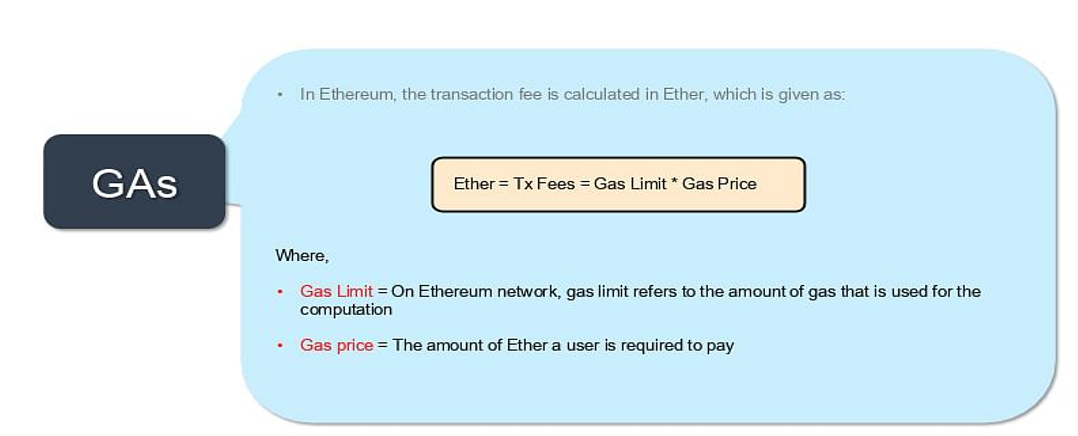 GAs
• In Ethereum, the transaction fee is calculated in Ether, which is given as:
Ether = Tx Fees = Gas Limit * Gas Price
Where,
• Gas Limit = On Ethereum network, gas limit refers to the amount of gas that is used for the
computation
• Gas price = The amount of Ether a user is required to pay